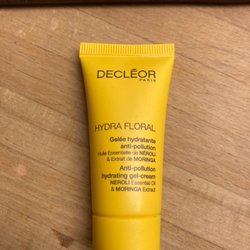 DECLÉOR
PARIS
HYDRA FLORAL
Gelée hydratante
anti-pollution
Huile Essentielle de NÉROLI
& Extrait de MORINGA
Anti-pollution
hydrating gel-cream
NEROLI Essential Oil
& MORINGA Extract